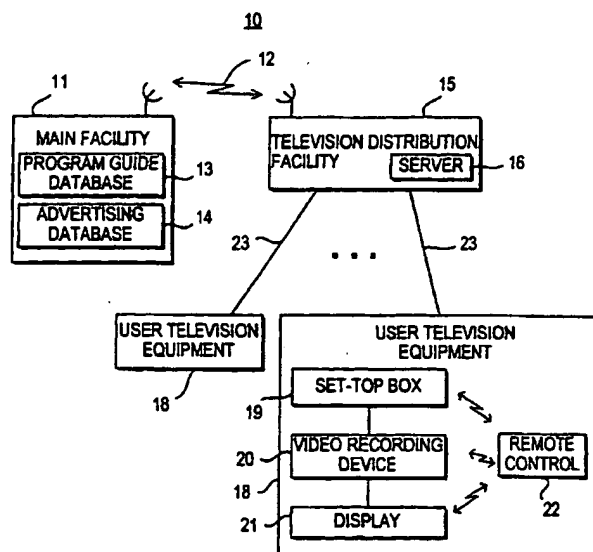 10
12
11
15
MAIN FACILITY
PROGRAM GUIDE
DATABASE
13
ADVERTISING
DATABASE
14
TELEVISION DISTRIBUTION
FACILITY
SERVER
16
23
. . .
23
USER TELEVISION
EQUIPMENT
18
USER TELEVISION
EQUIPMENT
SET-TOP BOX
19
VIDEO RECORDING
DEVICE
20
REMOTE
CONTROL
22
18
DISPLAY
21